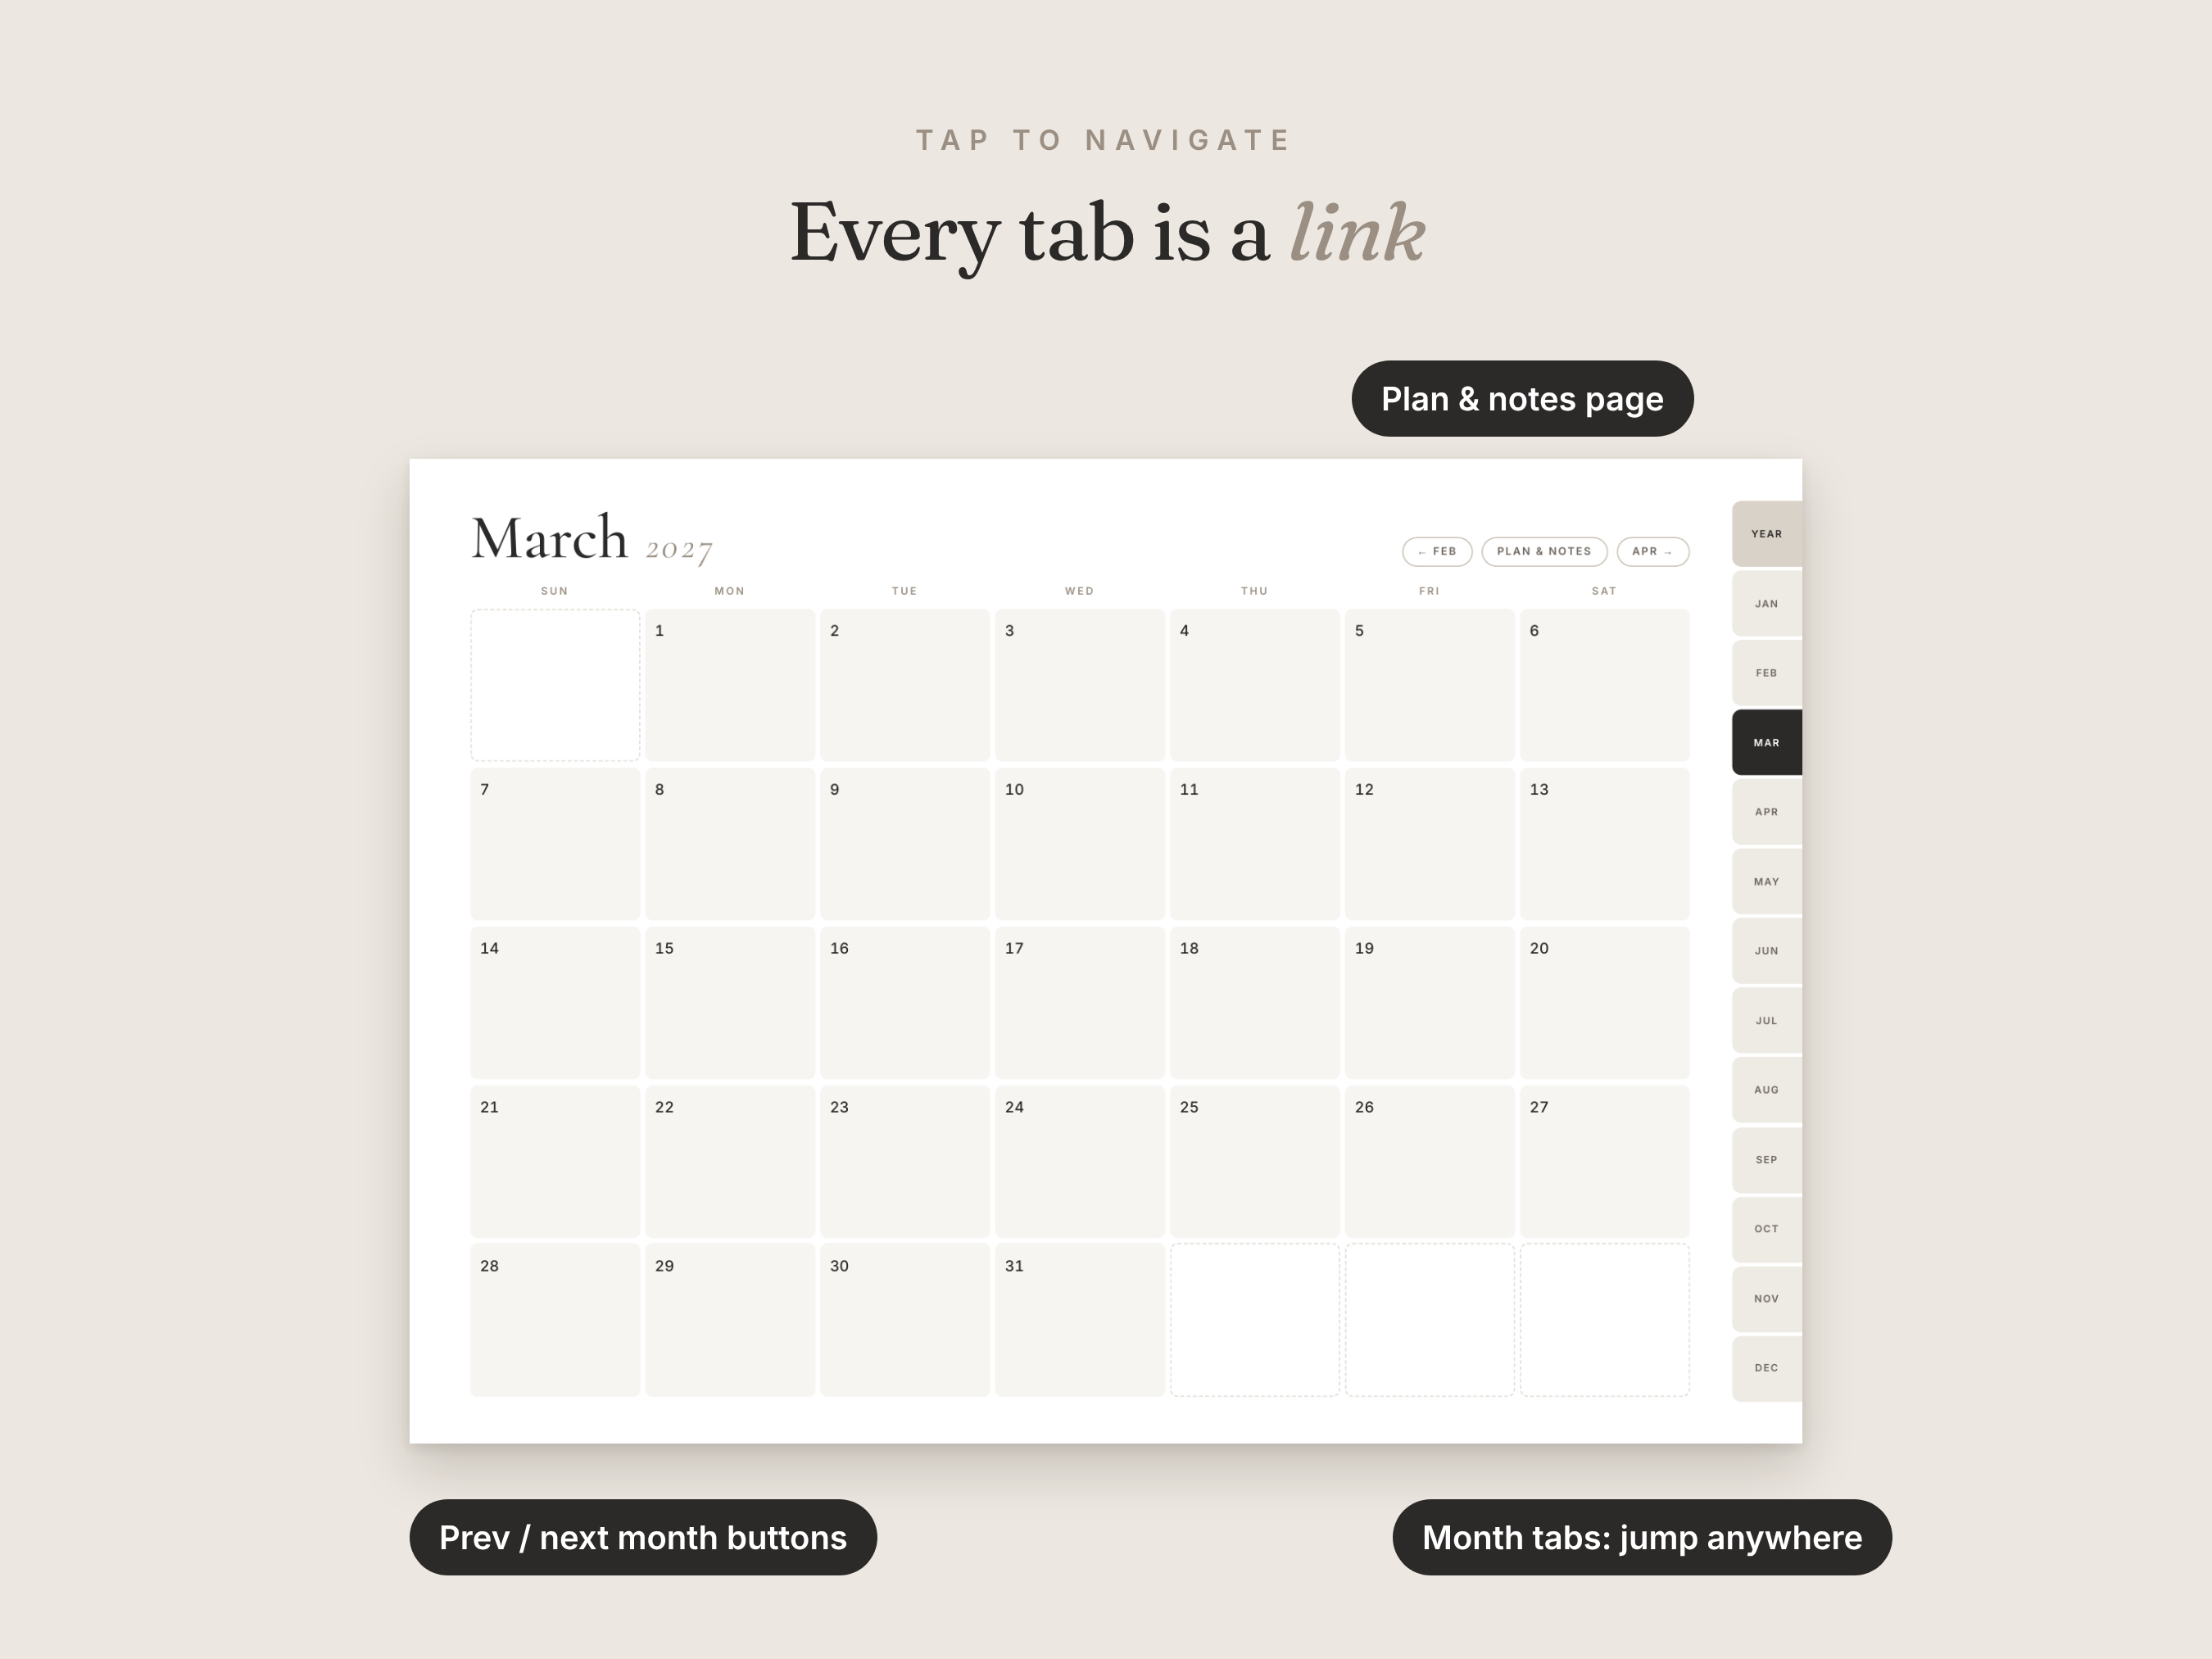 TAP TO NAVIGATE
Every tab is a link
Plan & notes page
March 2027
← FEB
PLAN & NOTES
APR →
SUN MON TUE WED THU FRI SAT
1 2 3 4 5 6
7 8 9 10 11 12 13
14 15 16 17 18 19 20
21 22 23 24 25 26 27
28 29 30 31
YEAR
JAN
FEB
MAR
APR
MAY
JUN
JUL
AUG
SEP
OCT
NOV
DEC
Prev / next month buttons
Month tabs: jump anywhere